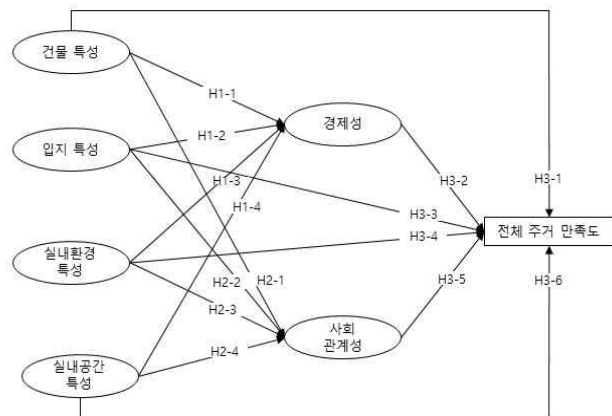 건물 특성
H1-1
H1-2
경제성
입지 특성
H1-3
H1-4
H3-2
H3-1
H3-3
H3-4
전체 주거 만족도
실내환경
특성
H2-2
H2-1
H3-5
H3-6
H2-3
사회
관계성
H2-4
실내공간
특성